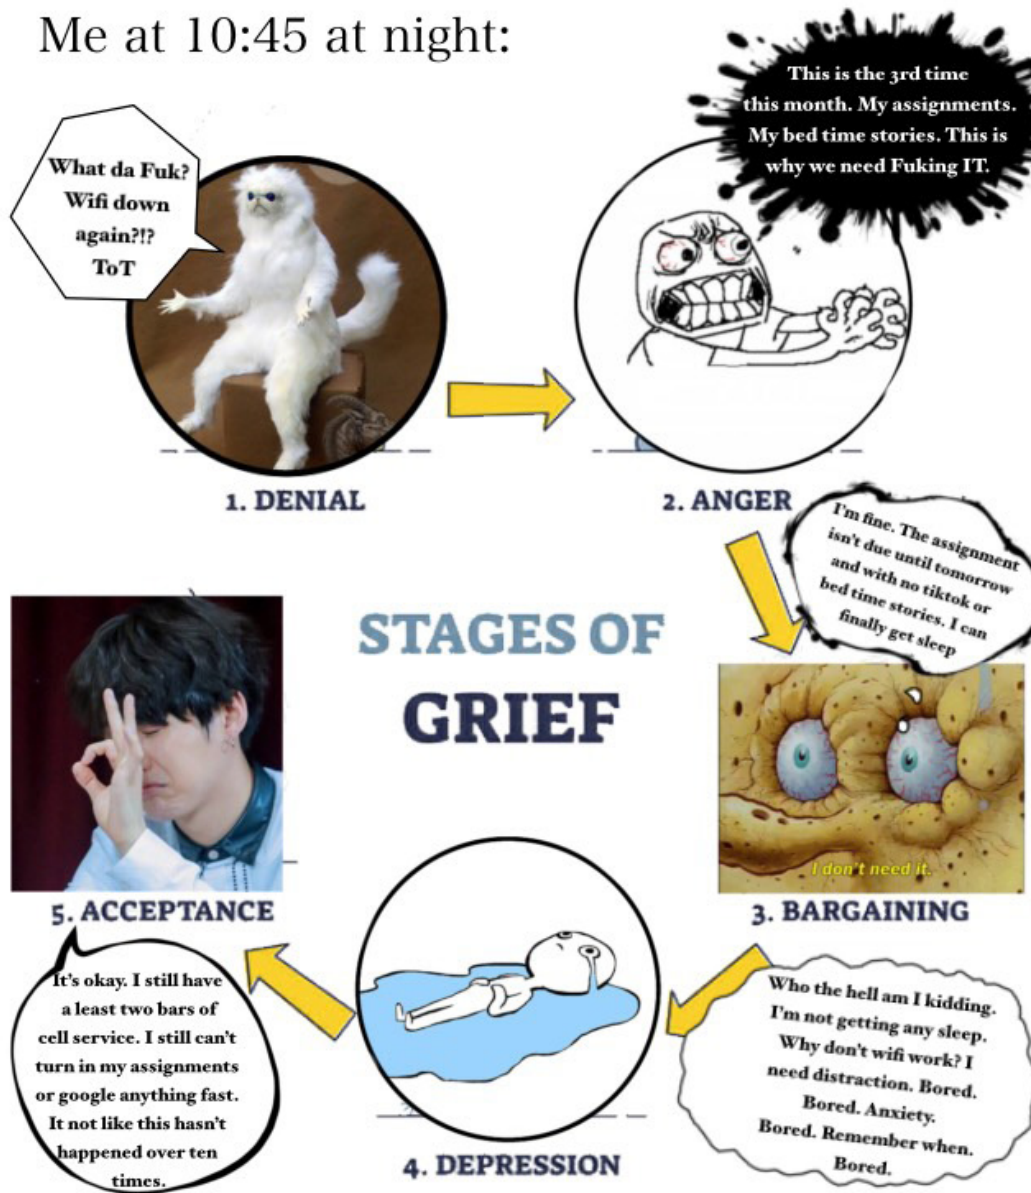 Me at 10:45 at night:
What da Fuk?
Wifi down
again?!?
ToT
1. DENIAL
This is the 3rd time
this month. My assignments.
My bed time stories. This is
why we need Fuking IT.
2. ANGER
I'm fine. The assignment
isn't due until tomorrow
and with no tiktok or
bed time stories. I can
finally get sleep
I don't need it.
3. BARGAINING
STAGES OF
GRIEF
Who the hell am I kidding.
I'm not getting any sleep.
Why don't wifi work? I
need distraction. Bored.
Bored. Anxiety.
Bored. Remember when.
Bored.
4. DEPRESSION
5. ACCEPTANCE
It's okay. I still have
a least two bars of
cell service. I still can't
turn in my assignments
or google anything fast.
It not like this hasn't
happened over ten
times.